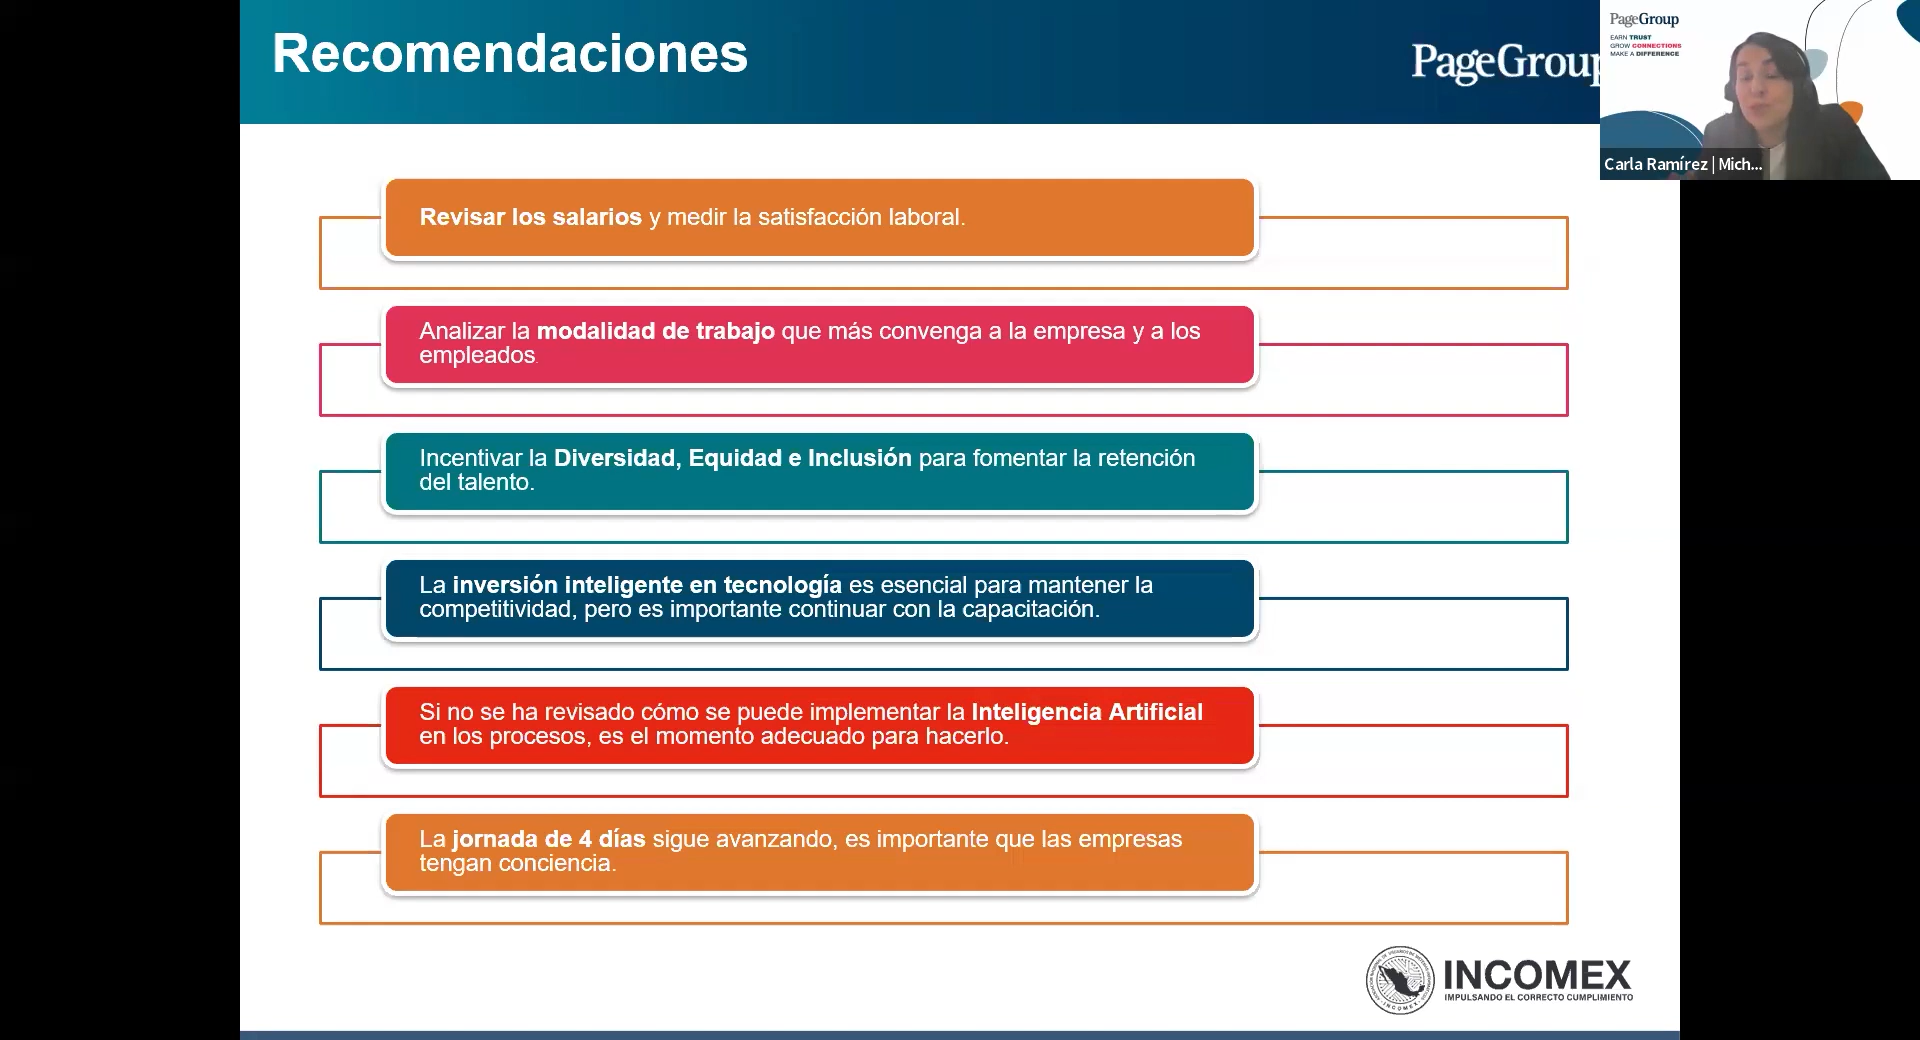 Recomendaciones
PageGroup
PageGroup
EARN TRUST
GROW CONNECTIONS
MAKE A DIFFERENCE
Carla Ramírez | Mich...
Revisar los salarios y medir la satisfacción laboral.
Analizar la modalidad de trabajo que más convenga a la empresa y a los
empleados.
Incentivar la Diversidad, Equidad e Inclusión para fomentar la retención
del talento.
La inversión inteligente en tecnología es esencial para mantener la
competitividad, pero es importante continuar con la capacitación.
Si no se ha revisado cómo se puede implementar la Inteligencia Artificial
en los procesos, es el momento adecuado para hacerlo.
La jornada de 4 días sigue avanzando, es importante que las empresas
tengan conciencia.
INCOMEX
IMPULSANDO EL CORRECTO CUMPLIMIENTO